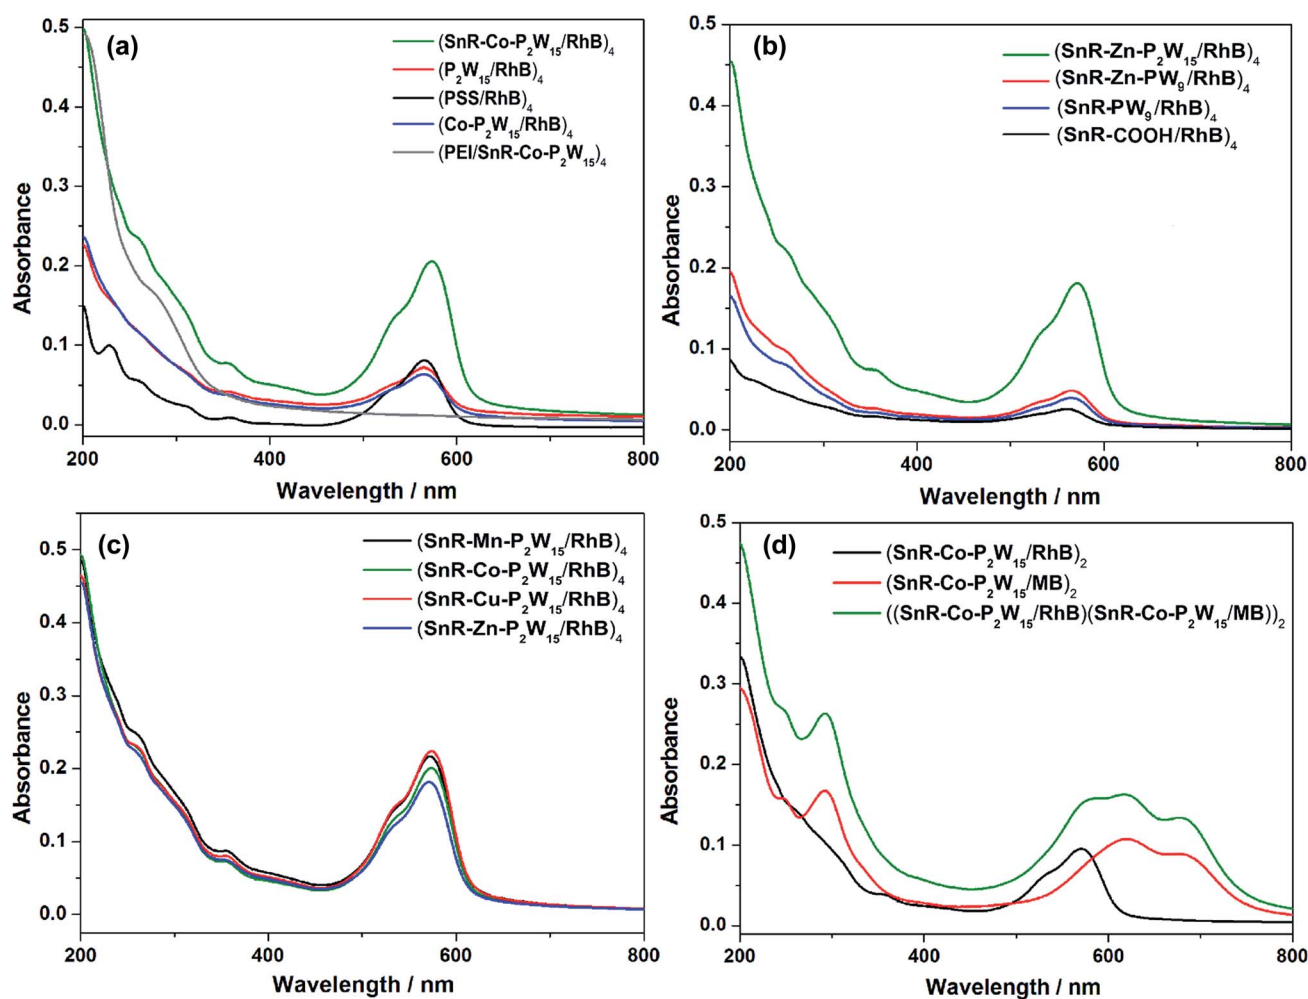 (a)
(SnR-Co-P₂W₁₅/RhB)₄
(P₂W₁₅/RhB)₄
(PSS/RhB)₄
(Co-P₂W₁₅/RhB)₄
(PEI/SnR-Co-P₂W₁₅)₄
0.5
0.4
0.3
0.2
0.1
0.0
Absorbance
200
400
600
800
Wavelength / nm
(b)
(SnR-Zn-P₂W₁₅/RhB)₄
(SnR-Zn-PW₉/RhB)₄
(SnR-PW₉/RhB)₄
(SnR-COOH/RhB)₄
0.5
0.4
0.3
0.2
0.1
0.0
Absorbance
200
400
600
800
Wavelength / nm
(c)
(SnR-Mn-P₂W₁₅/RhB)₄
(SnR-Co-P₂W₁₅/RhB)₄
(SnR-Cu-P₂W₁₅/RhB)₄
(SnR-Zn-P₂W₁₅/RhB)₄
0.5
0.4
0.3
0.2
0.1
0.0
Absorbance
200
400
600
800
Wavelength / nm
(d)
(SnR-Co-P₂W₁₅/RhB)₂
(SnR-Co-P₂W₁₅/MB)₂
((SnR-Co-P₂W₁₅/RhB)(SnR-Co-P₂W₁₅/MB))₂
0.5
0.4
0.3
0.2
0.1
0.0
Absorbance
200
400
600
800
Wavelength / nm